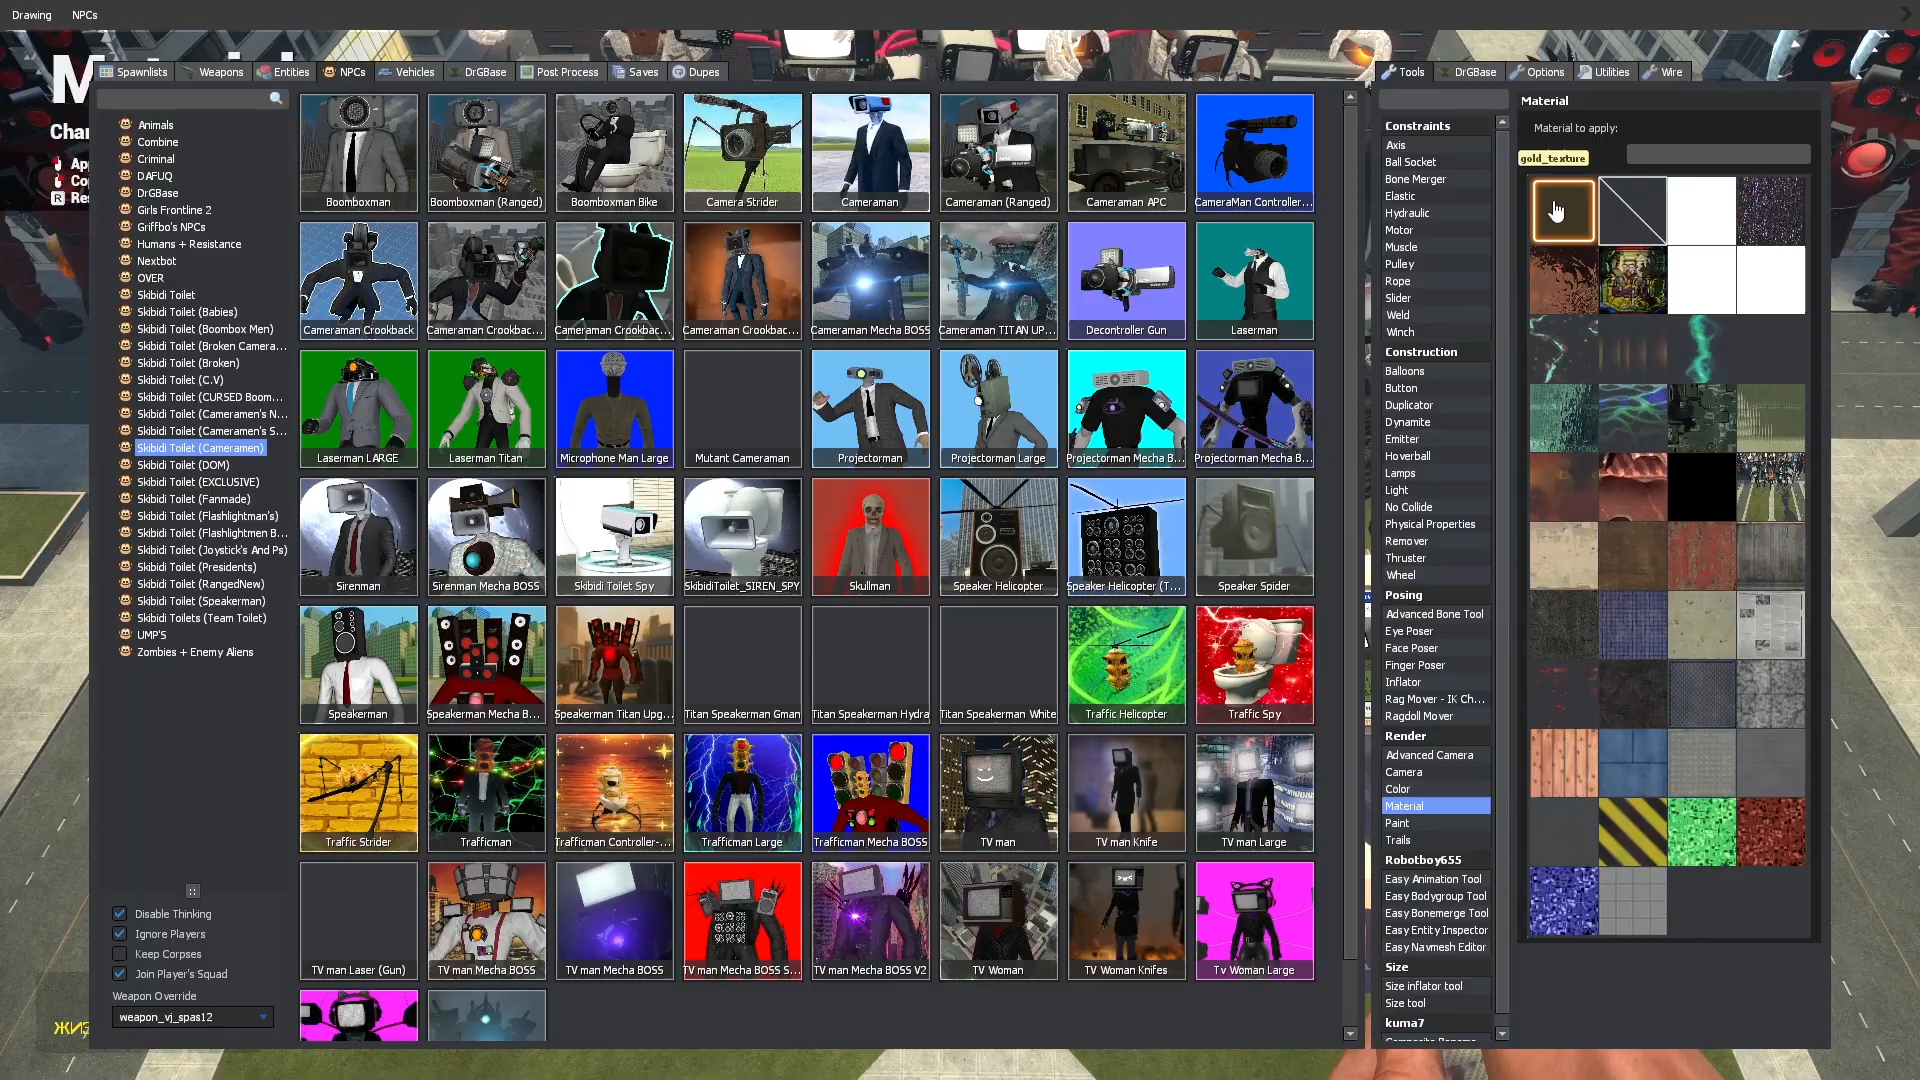 Drawing NPCs
M
Char
App
Co
R Res
Spawnlists Weapons Entities NPCs Vehicles DrGBase Post Process Saves Dupes
Animals
Combine
Criminal
DAFUQ
DrGBase
Girls Frontline 2
Griffbo's NPCs
Humans + Resistance
Nextbot
OVER
Skibidi Toilet
Skibidi Toilet (Babies)
Skibidi Toilet (Boombox Men)
Skibidi Toilet (Broken Camera...
Skibidi Toilet (Broken)
Skibidi Toilet (C.V)
Skibidi Toilet (CURSED Boom...
Skibidi Toilet (Cameramen's N...
Skibidi Toilet (Cameramen's S...
Skibidi Toilet (Cameramen)
Skibidi Toilet (DOM)
Skibidi Toilet (EXCLUSIVE)
Skibidi Toilet (Fanmade)
Skibidi Toilet (Flashlightman's)
Skibidi Toilet (Flashlightmen B...
Skibidi Toilet (Joystick's And Ps)
Skibidi Toilet (Presidents)
Skibidi Toilet (RangedNew)
Skibidi Toilet (Speakerman)
Skibidi Toilets (Team Toilet)
UMP'S
Zombies + Enemy Aliens
Disable Thinking
Ignore Players
Keep Corpses
Join Player's Squad
Weapon Override
weapon_vj_spas12
ЖИЗ
Boomboxman Boomboxman (Ranged) Boomboxman Bike Camera Strider Cameraman Cameraman (Ranged) Cameraman APC CameraMan Controller...
Cameraman Crookback Cameraman Crookbac... Cameraman Crookbac... Cameraman Crookbac... Cameraman Mecha BOSS Cameraman TITAN UP... Decontroller Gun Laserman
Laserman LARGE Laserman Titan Microphone Man Large Mutant Cameraman Projectorman Projectorman Large Projectorman Mecha B... Projectorman Mecha B...
Sirenman Sirenman Mecha BOSS Skibidi Toilet Spy SkibidiToilet_SIREN_SPY Skullman Speaker Helicopter Speaker Helicopter (T... Speaker Spider
Speakerman Speakerman Mecha B... Speakerman Titan Upg... Titan Speakerman Gman Titan Speakerman Hydra Titan Speakerman White Traffic Helicopter Traffic Spy
Traffic Strider Trafficman Trafficman Controller-... Trafficman Large Trafficman Mecha BOSS TV man TV man Knife TV man Large
TV man Laser (Gun) TV man Mecha BOSS TV man Mecha BOSS TV man Mecha BOSS S... TV man Mecha BOSS V2 TV Woman TV Woman Knifes Tv Woman Large
Tools DrGBase Options Utilities Wire
Constraints
Axis
Ball Socket
Bone Merger
Elastic
Hydraulic
Motor
Muscle
Pulley
Rope
Slider
Weld
Winch
Construction
Balloons
Button
Duplicator
Dynamite
Emitter
Hoverball
Lamps
Light
No Collide
Physical Properties
Remover
Thruster
Wheel
Posing
Advanced Bone Tool
Eye Poser
Face Poser
Finger Poser
Inflator
Rag Mover - IK Ch...
Ragdoll Mover
Render
Advanced Camera
Camera
Color
Material
Paint
Trails
Robotboy655
Easy Animation Tool
Easy Bodygroup Tool
Easy Bonemerge Tool
Easy Entity Inspector
Easy Navmesh Editor
Size
Size inflator tool
Size tool
kuma7
Material
Material to apply:
gold_texture